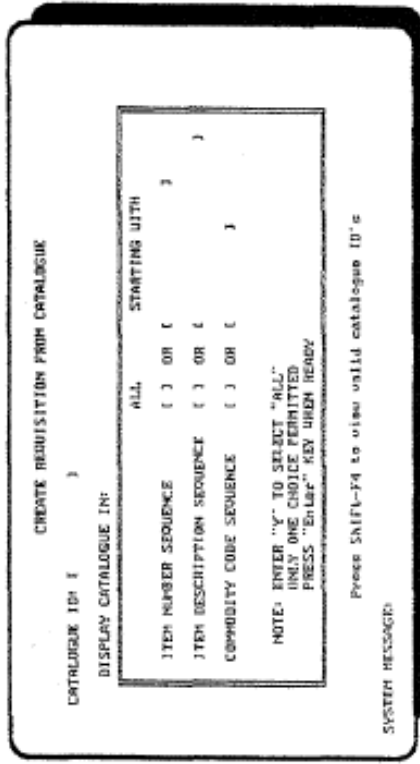 CREATE REQUISITION FROM CATALOGUE
CATALOGUE ID: [ ]
DISPLAY CATALOGUE IN:
ALL STARTING WITH
ITEM NUMBER SEQUENCE [ ] OR [ ]
ITEM DESCRIPTION SEQUENCE [ ] OR [ ]
COMMODITY CODE SEQUENCE [ ] OR [ ]
NOTE: ENTER "Y" TO SELECT "ALL"
ONLY ONE CHOICE PERMITTED
PRESS "Enter" KEY WHEN READY
Press Shift-F4 to view valid catalogue ID's
SYSTEM MESSAGE: